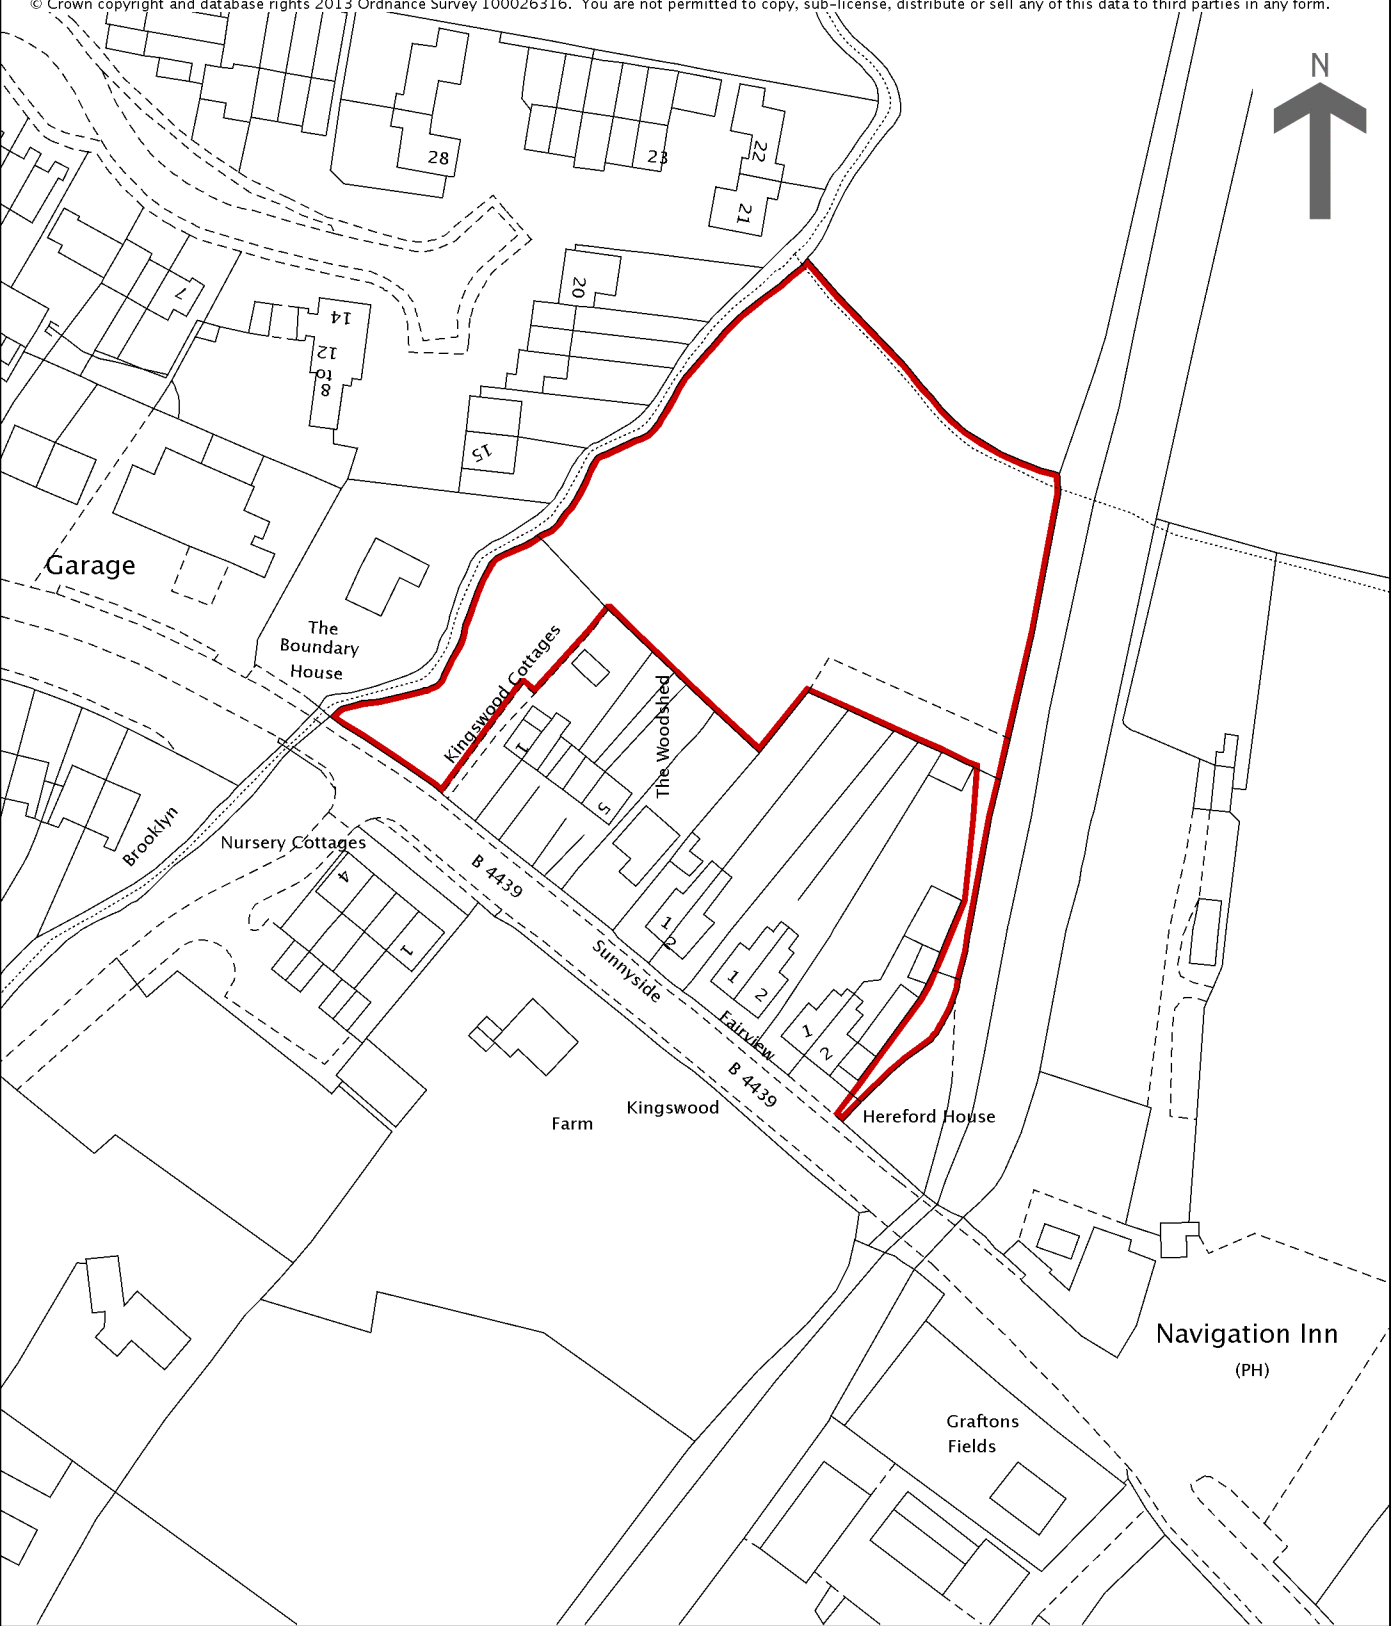 © Crown copyright and database rights 2013 Ordnance Survey 100026316. You are not permitted to copy, sub-license, distribute or sell any of this data to third parties in any form.
N
28
23
22
21
20
7
14
12
to
8
15
Garage
The
Boundary
House
Kingswood Cottages
The Woodshed
1
5
Brooklyn
Nursery Cottages
4
1
B 4439
1
2
Sunnyside
1
2
Fairview
1
2
B 4439
Kingswood
Farm
Hereford House
Navigation Inn
(PH)
Graftons
Fields